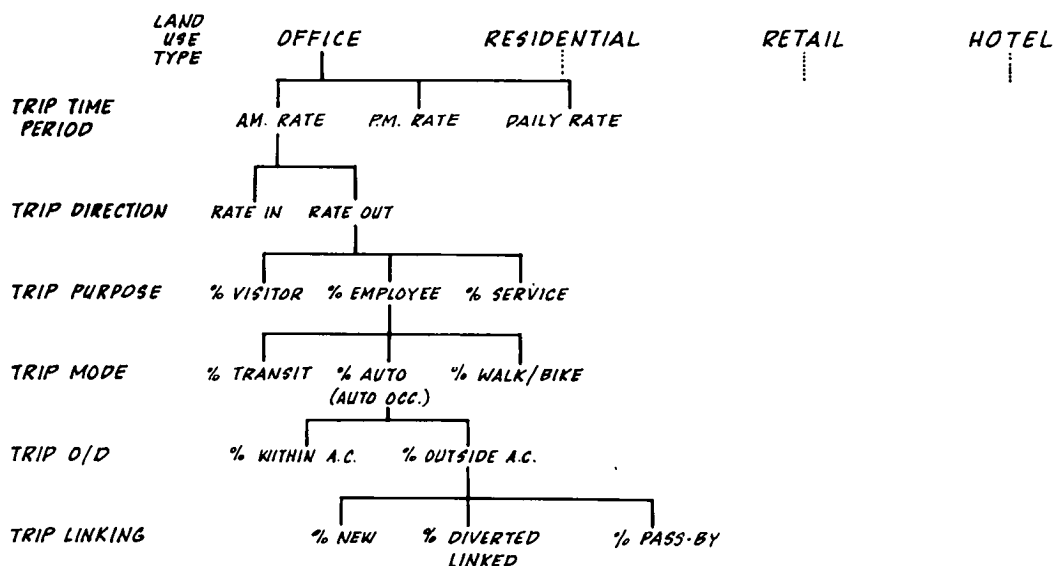 LAND
USE
TYPE
OFFICE RESIDENTIAL RETAIL HOTEL
TRIP TIME
PERIOD
A.M. RATE P.M. RATE DAILY RATE
TRIP DIRECTION RATE IN RATE OUT
TRIP PURPOSE % VISITOR % EMPLOYEE % SERVICE
TRIP MODE % TRANSIT % AUTO % WALK/BIKE
(AUTO OCC.)
TRIP O/D % WITHIN A.C. % OUTSIDE A.C.
TRIP LINKING % NEW % DIVERTED % PASS-BY
LINKED